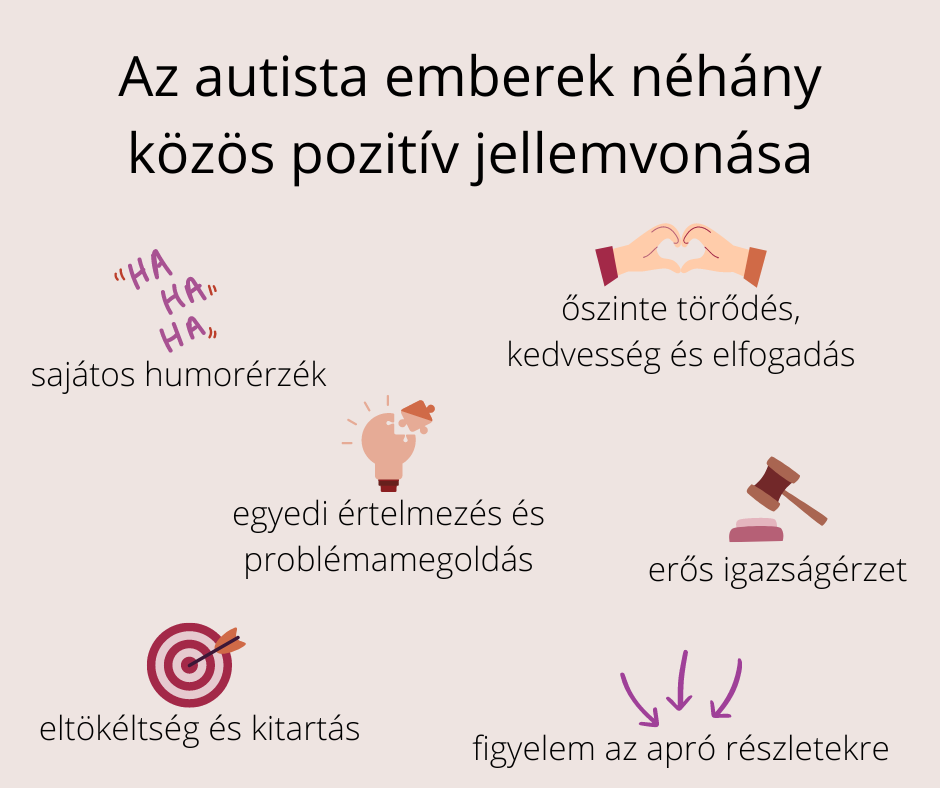 Az autista emberek néhány
közös pozitív jellemvonása
HA
HA
HA
sajátos humorérzék
őszinte törődés,
kedvesség és elfogadás
egyedi értelmezés és
problémamegoldás
erős igazságérzet
eltökéltség és kitartás
figyelem az apró részletekre